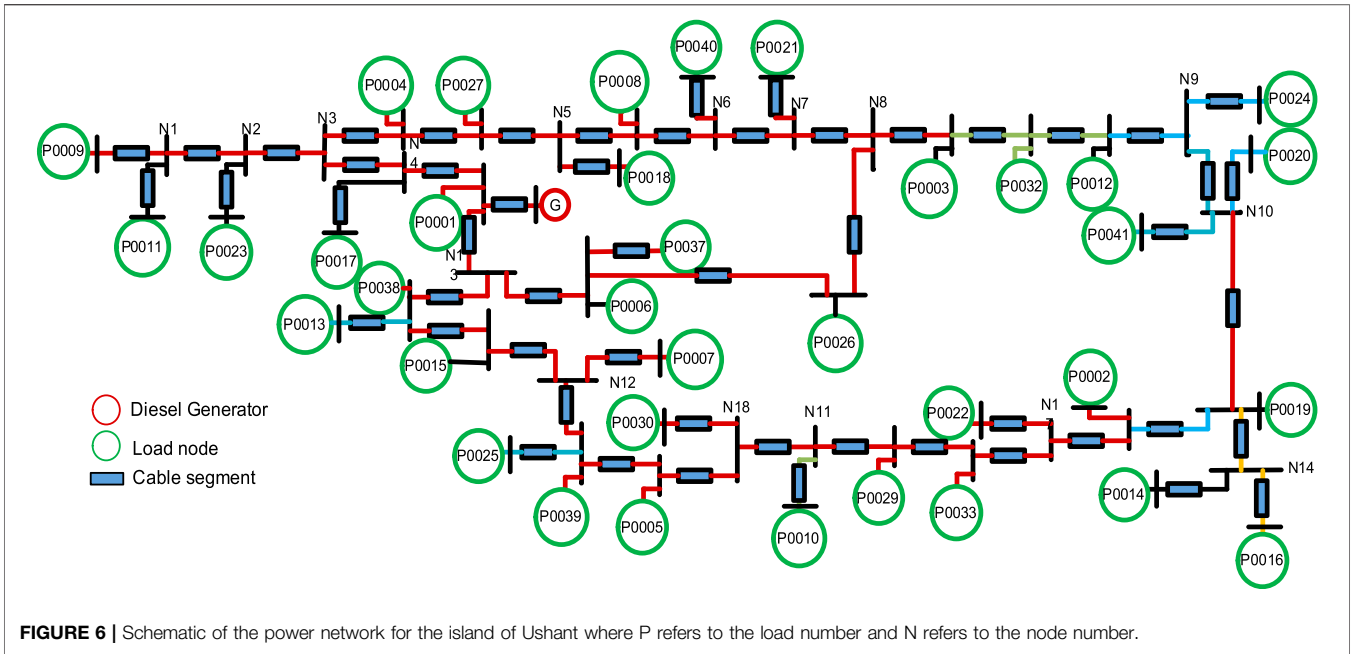 P0040
P0021
P0004
P0027
P0008
N9
P0024
N3
N5
N6
N7
N8
N1
N2
P0009
N
4
P0020
P0018
P0003
P0032
P0012
P0001
G
P0041
N10
P0011
P0023
P0017
N1
3
P0037
P0038
P0006
P0013
P0026
P0015
P0007
N12
P0002
Diesel Generator
Load node
Cable segment
P0030
N18
N11
P0022
N1
P0019
P0025
N14
P0014
P0039
P0005
P0010
P0029
P0033
P0016
FIGURE 6 | Schematic of the power network for the island of Ushant where P refers to the load number and N refers to the node number.